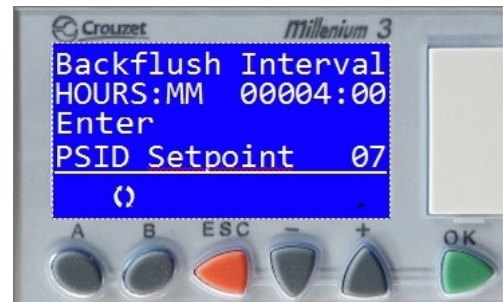 Crouzet
Millenium 3
Backflush Interval
HOURS:MM 00004:00
Enter
PSID Setpoint 07
A B ESC - + OK